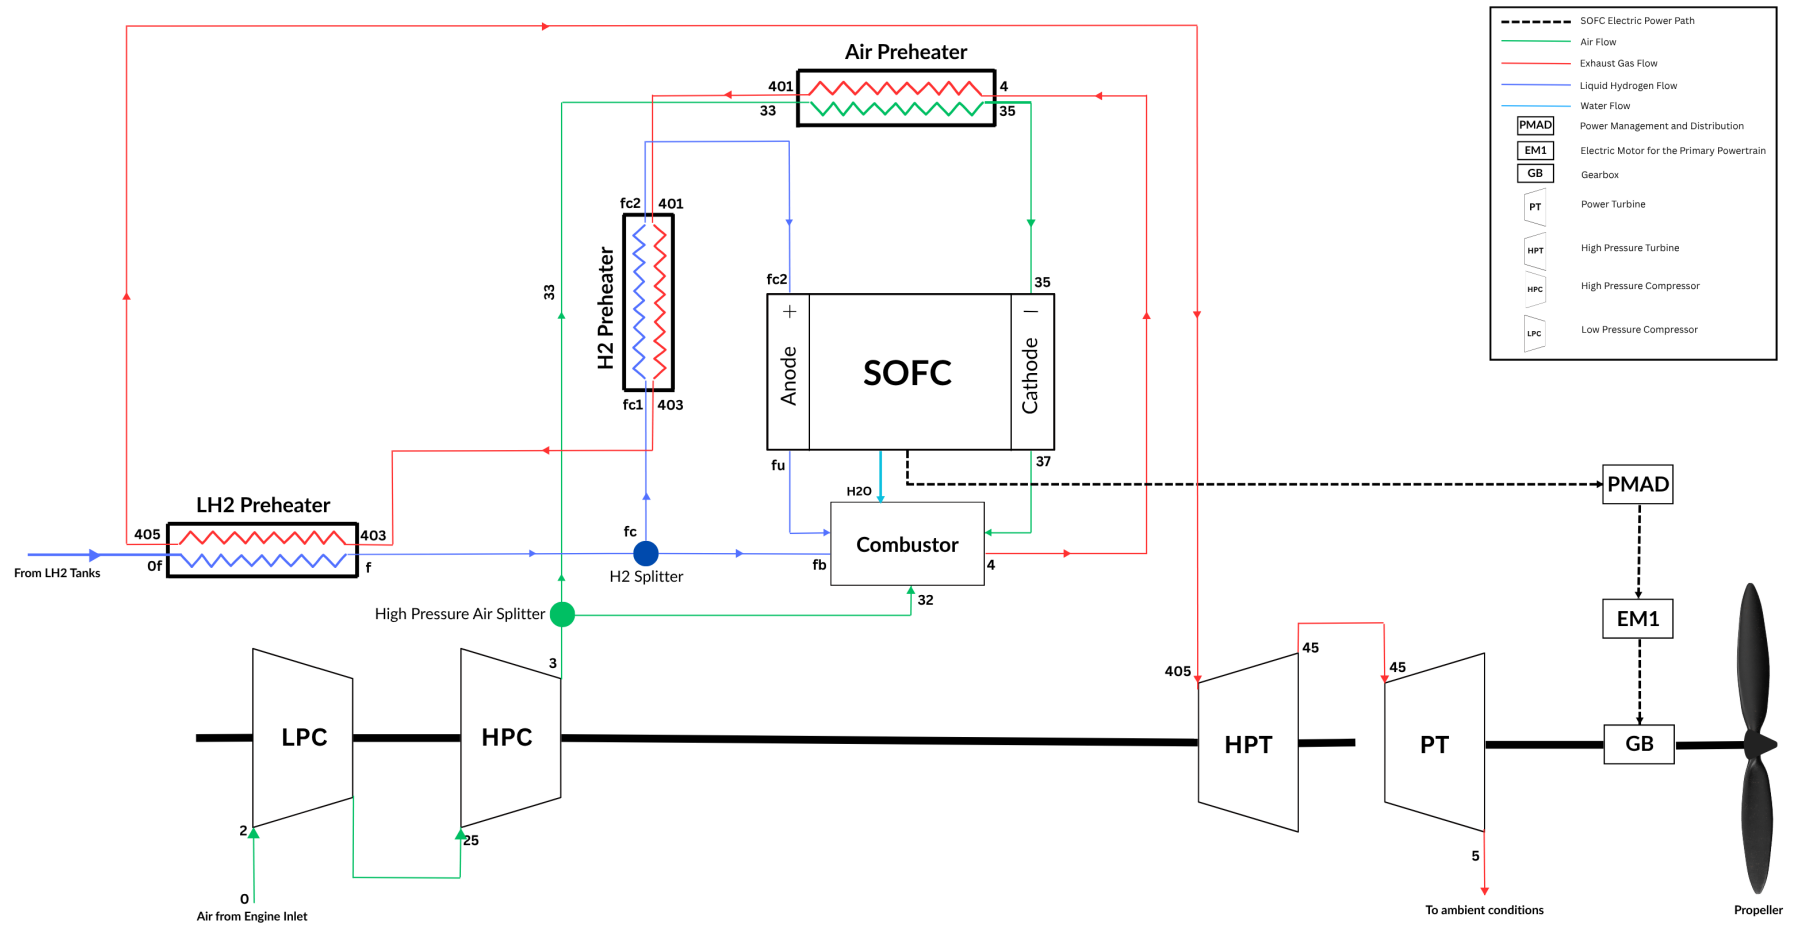 Air Preheater
401
4
33
35
fc2
401
H2 Preheater
33
fc1
403
fc2
35
+
−
Anode
SOFC
Cathode
fu
37
H2O
LH2 Preheater
405
403
0f
f
From LH2 Tanks
fc
H2 Splitter
fb
Combustor
4
32
High Pressure Air Splitter
3
LPC
HPC
2
25
0
Air from Engine Inlet
405
45
45
HPT
PT
5
To ambient conditions
PMAD
EM1
GB
Propeller
SOFC Electric Power Path
Air Flow
Exhaust Gas Flow
Liquid Hydrogen Flow
Water Flow
PMAD Power Management and Distribution
EM1 Electric Motor for the Primary Powertrain
GB Gearbox
PT Power Turbine
HPT High Pressure Turbine
HPC High Pressure Compressor
LPC Low Pressure Compressor